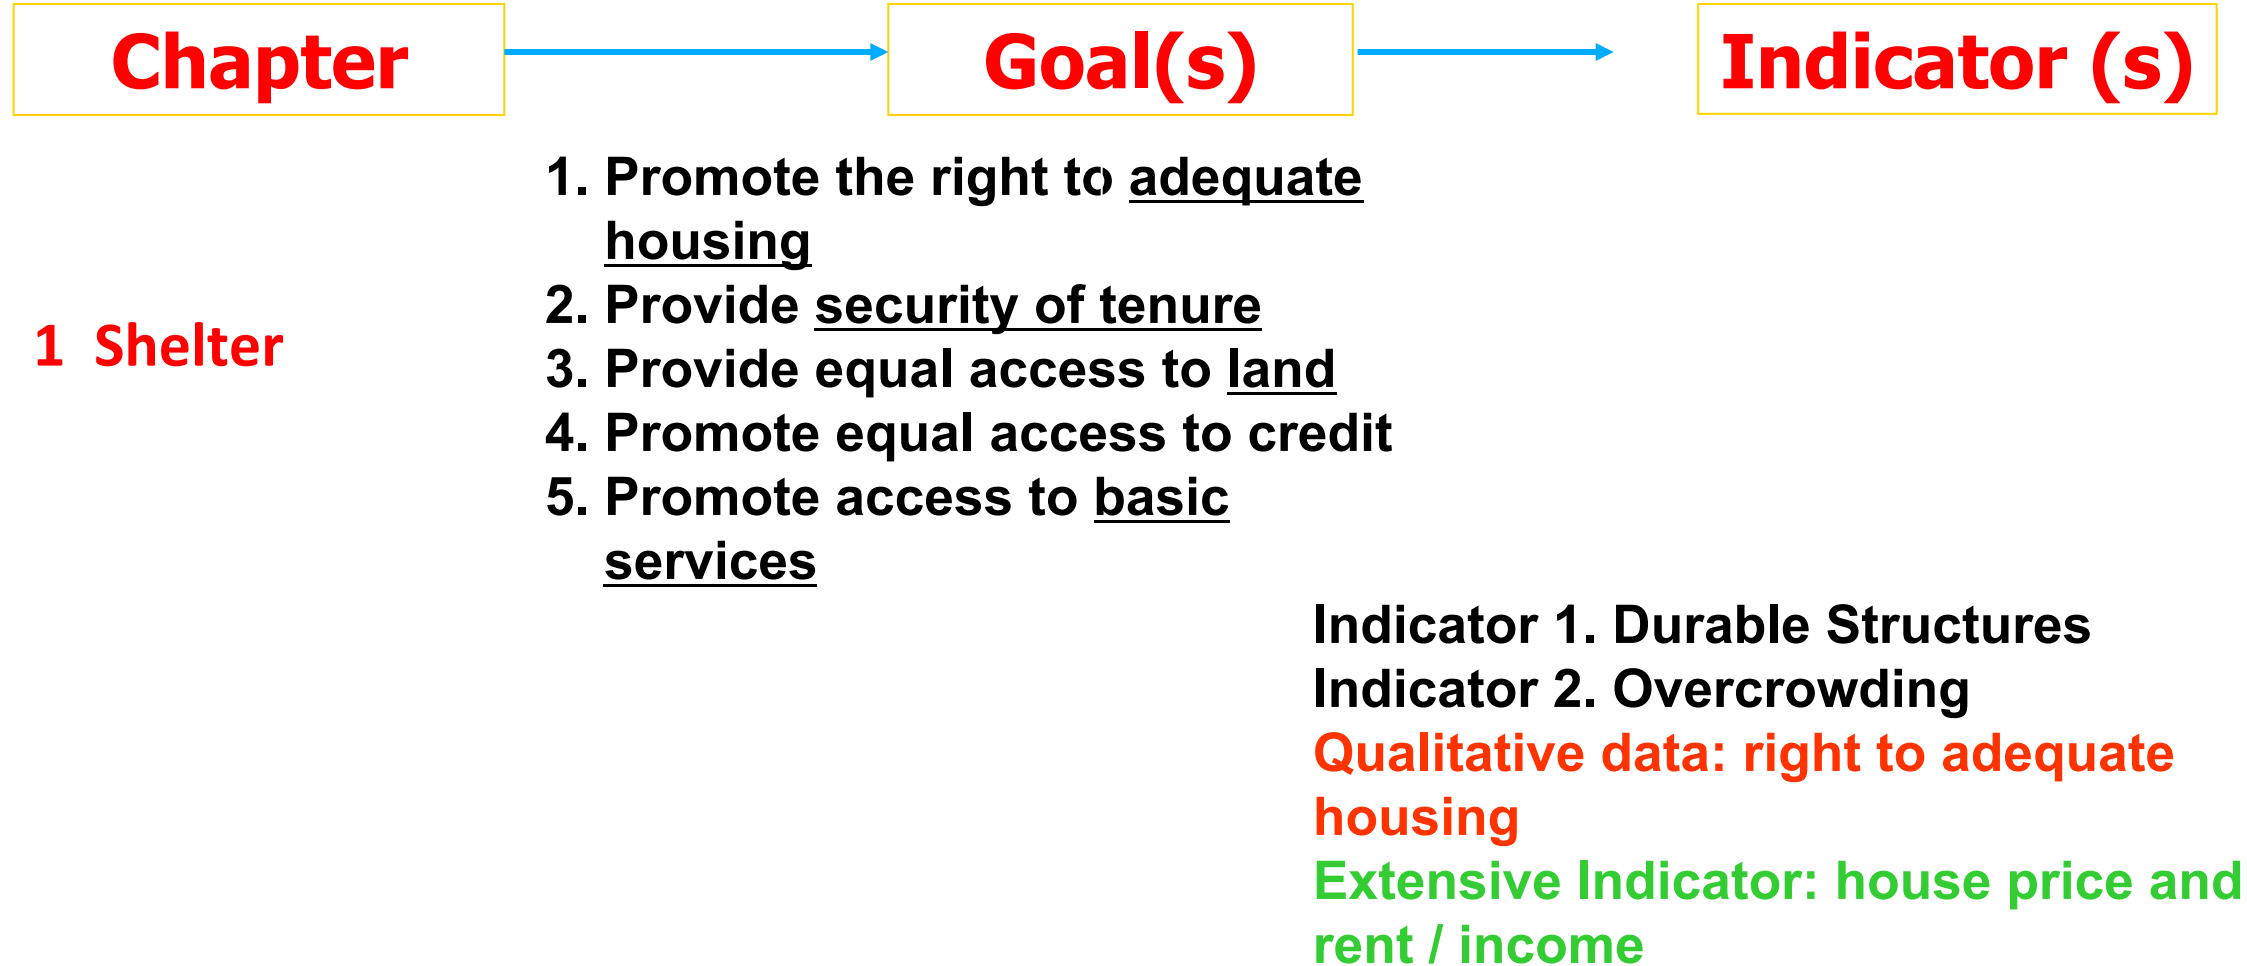 Chapter
Goal(s)
Indicator (s)
1 Shelter
1. Promote the right to adequate
housing
2. Provide security of tenure
3. Provide equal access to land
4. Promote equal access to credit
5. Promote access to basic
services
Indicator 1. Durable Structures
Indicator 2. Overcrowding
Qualitative data: right to adequate
housing
Extensive Indicator: house price and
rent / income